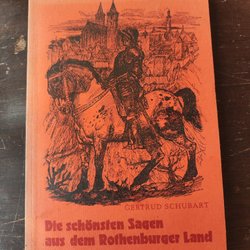 GERTRUD SCHUBART
Die schönsten Sagen
aus dem Rothenburger Land